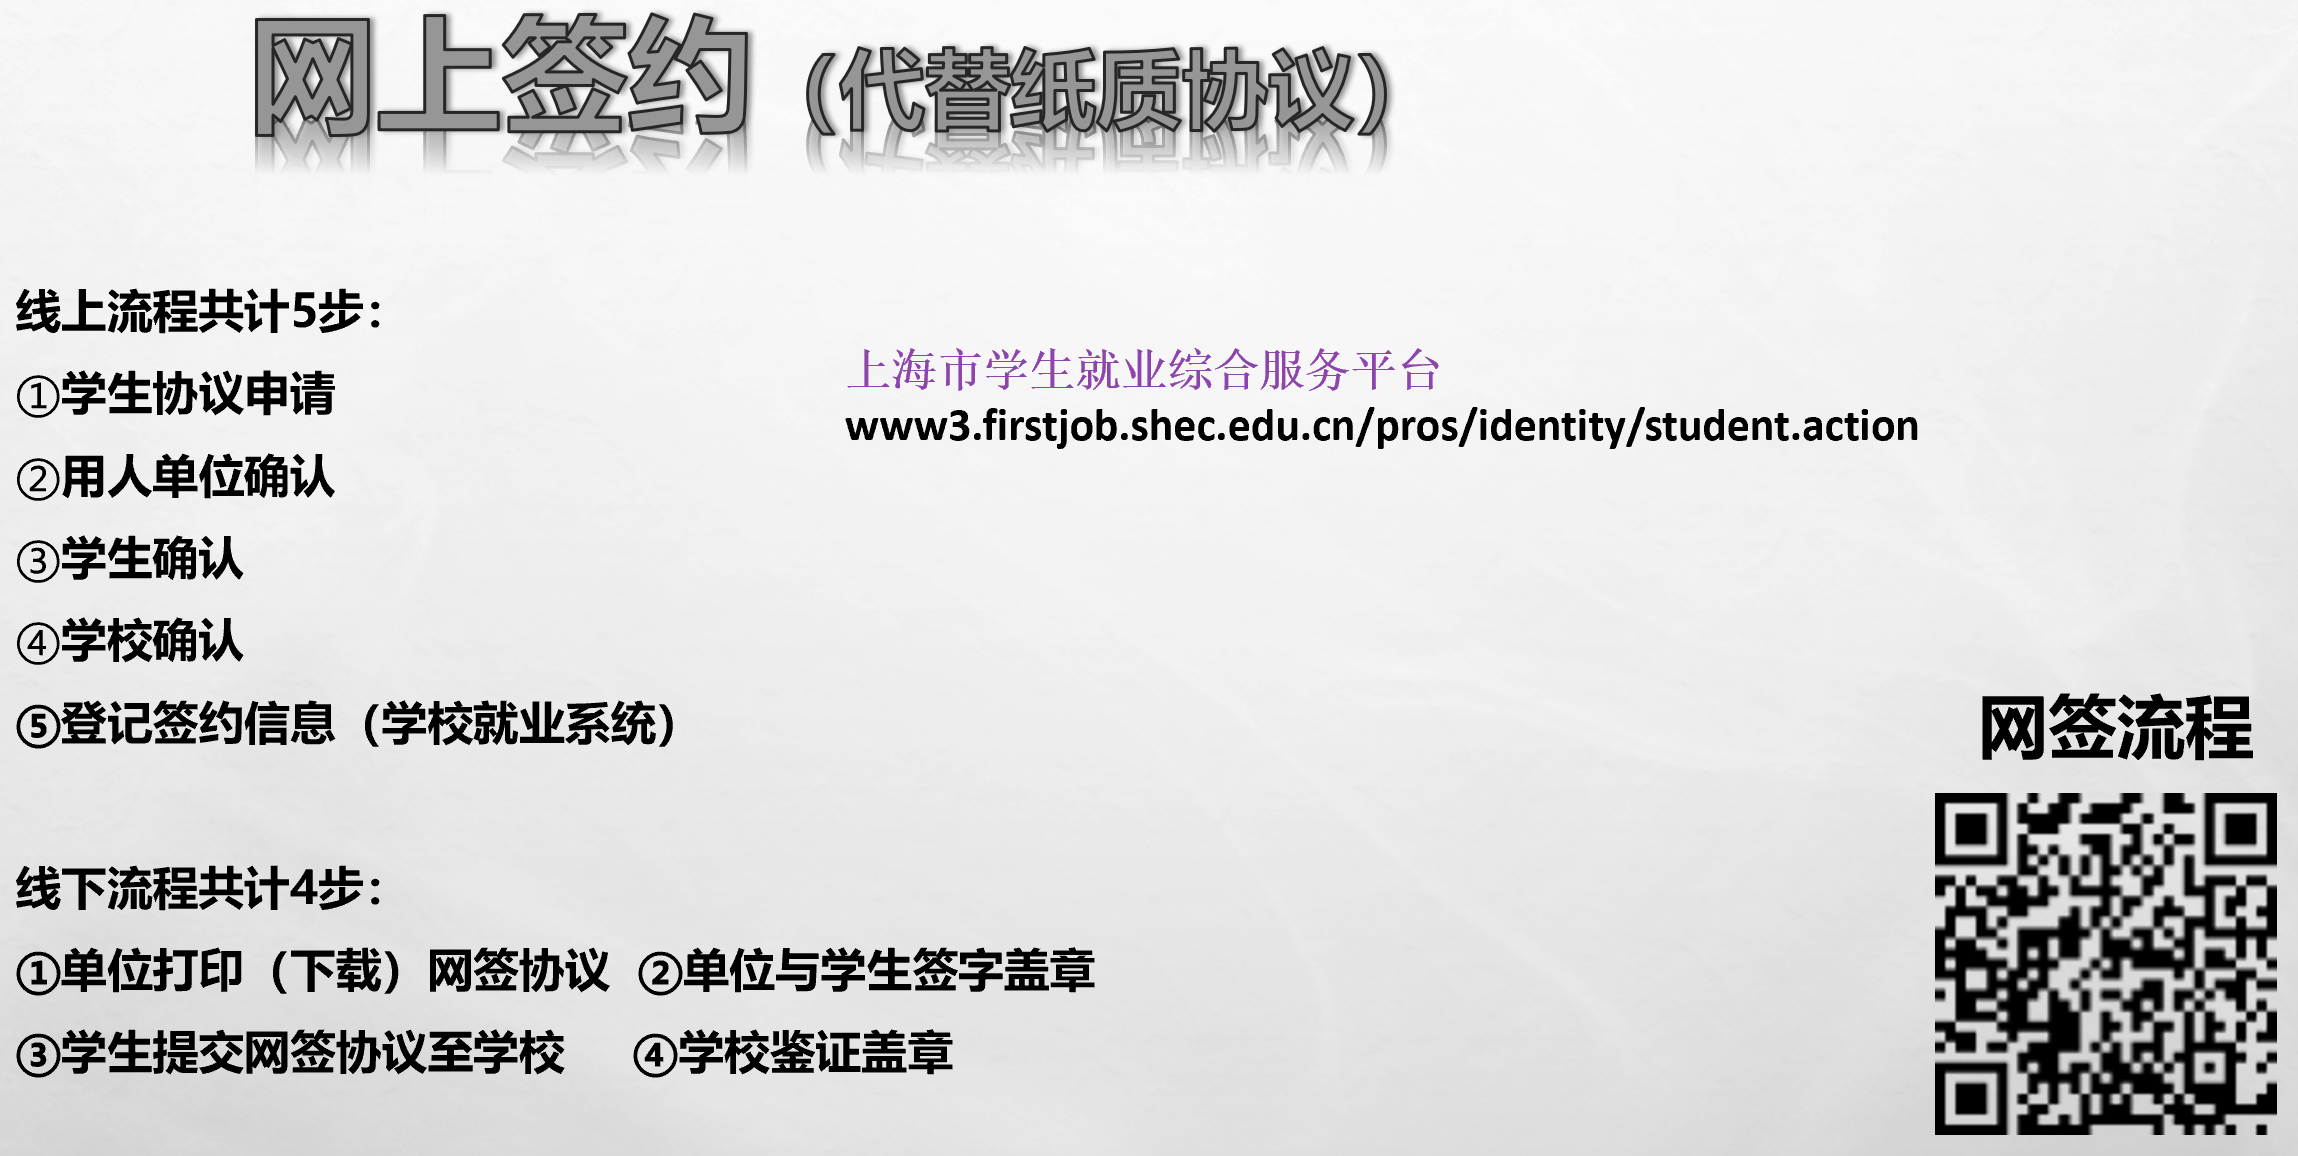 网上签约（代替纸质协议）
线上流程共计5步：
①学生协议申请
②用人单位确认
③学生确认
④学校确认
⑤登记签约信息（学校就业系统）
上海市学生就业综合服务平台
www3.firstjob.shec.edu.cn/pros/identity/student.action
线下流程共计4步：
①单位打印（下载）网签协议 ②单位与学生签字盖章
③学生提交网签协议至学校 ④学校鉴证盖章
网签流程